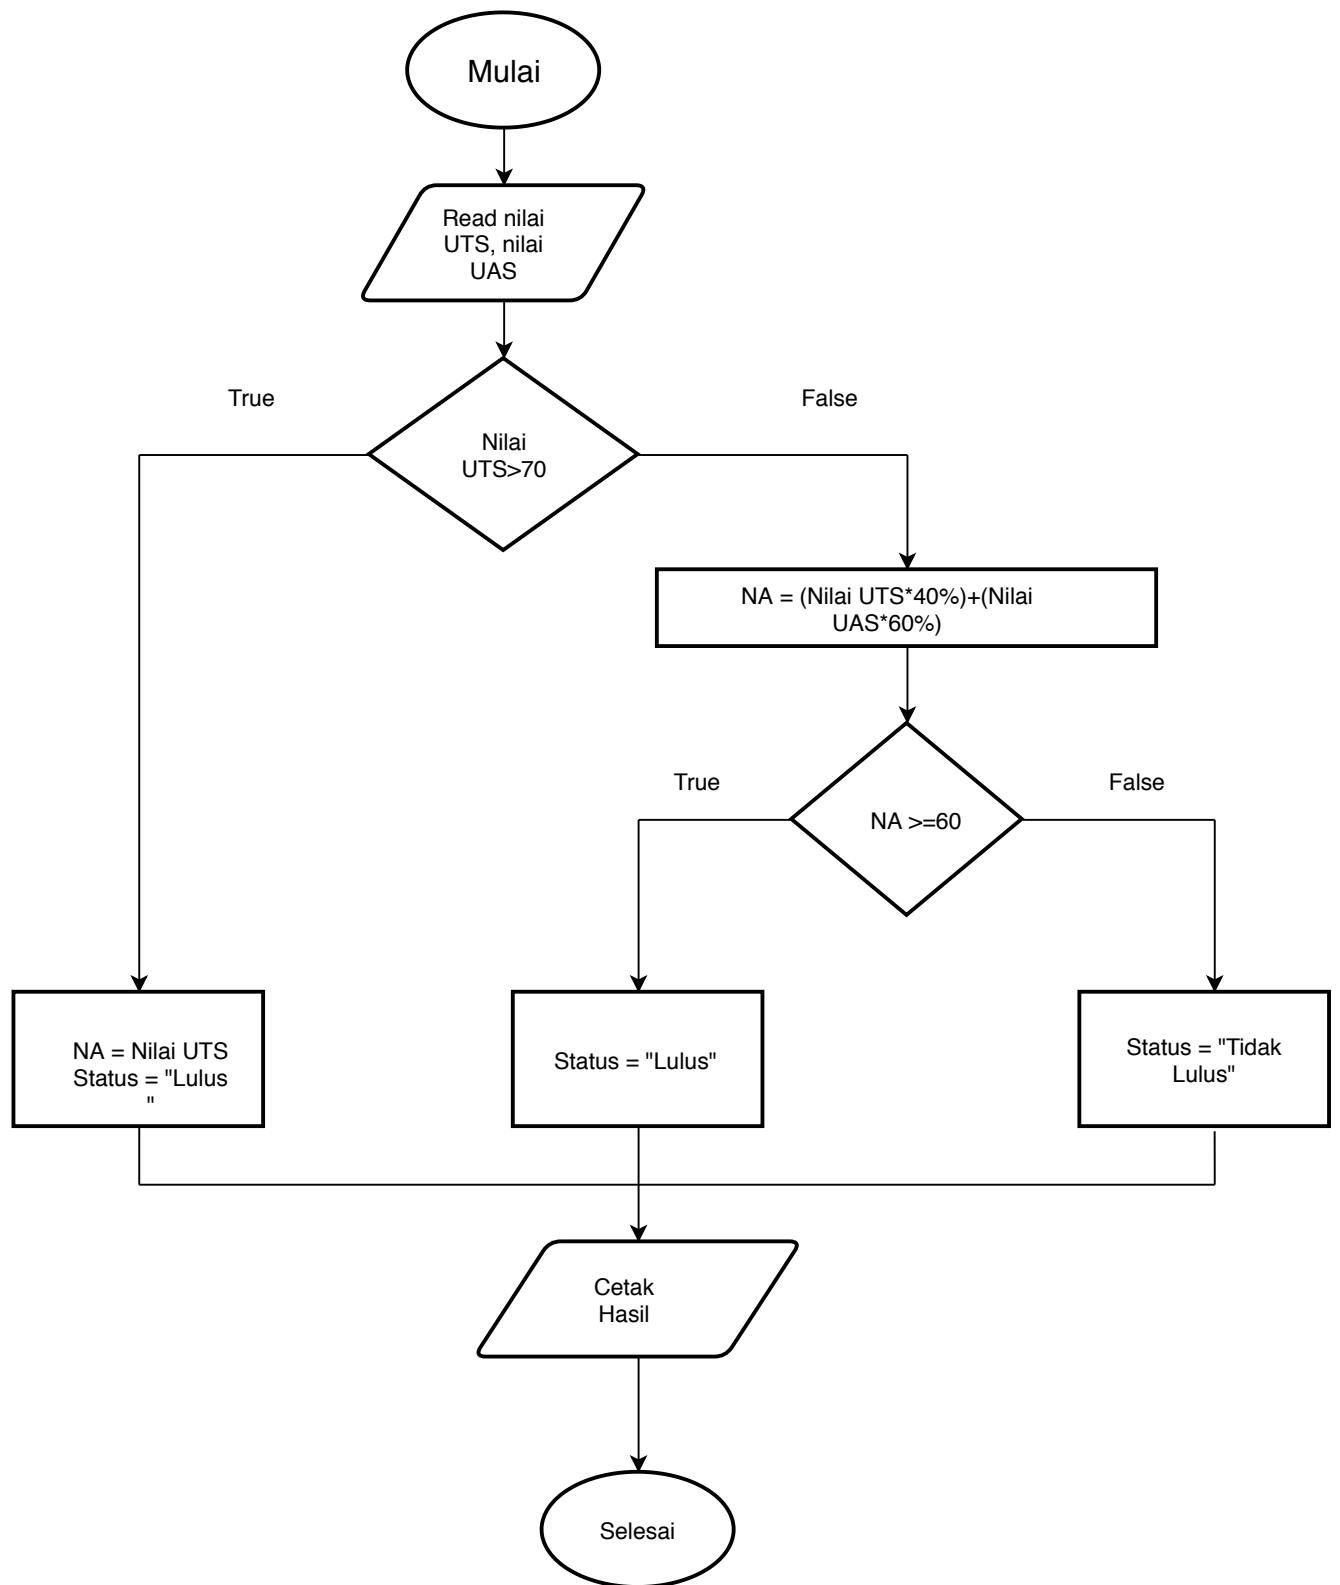 Mulai
Read nilai
UTS, nilai
UAS
True
False
Nilai
UTS>70
NA = (Nilai UTS*40%)+(Nilai
UAS*60%)
True
False
NA >=60
NA = Nilai UTS
Status = "Lulus
"
Status = "Lulus"
Status = "Tidak
Lulus"
Cetak
Hasil
Selesai